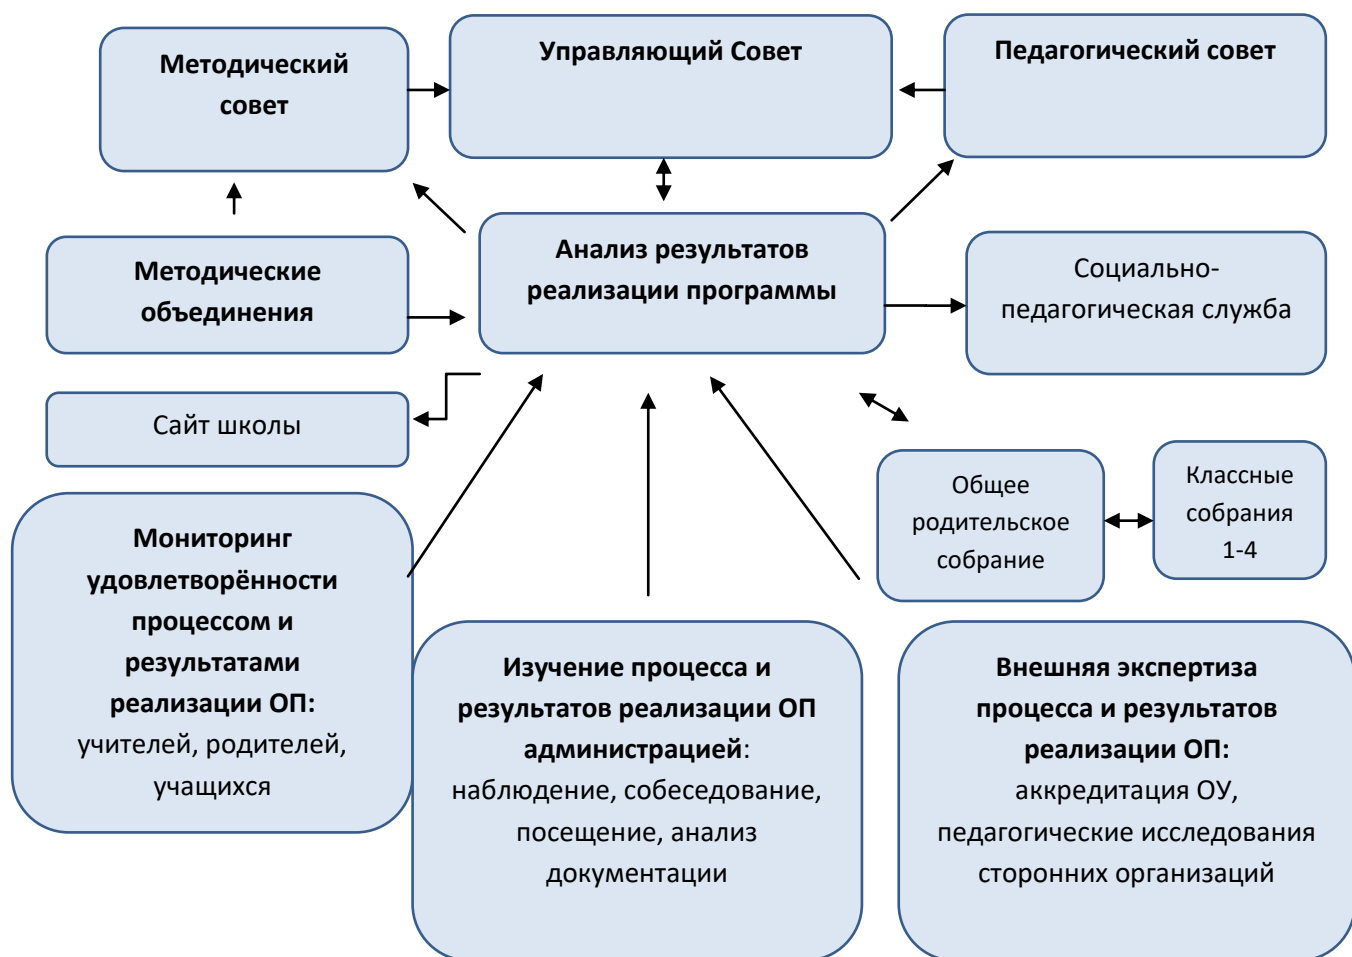 Методический
совет
Управляющий Совет
Педагогический совет
Методические
объединения
Анализ результатов
реализации программы
Социально-
педагогическая служба
Сайт школы
Общее
родительское
собрание
Классные
собрания
1-4
Мониторинг
удовлетворённости
процессом и
результатами
реализации ОП:
учителей, родителей,
учащихся
Изучение процесса и
результатов реализации ОП
администрацией:
наблюдение, собеседование,
посещение, анализ
документации
Внешняя экспертиза
процесса и результатов
реализации ОП:
аккредитация ОУ,
педагогические исследования
сторонних организаций